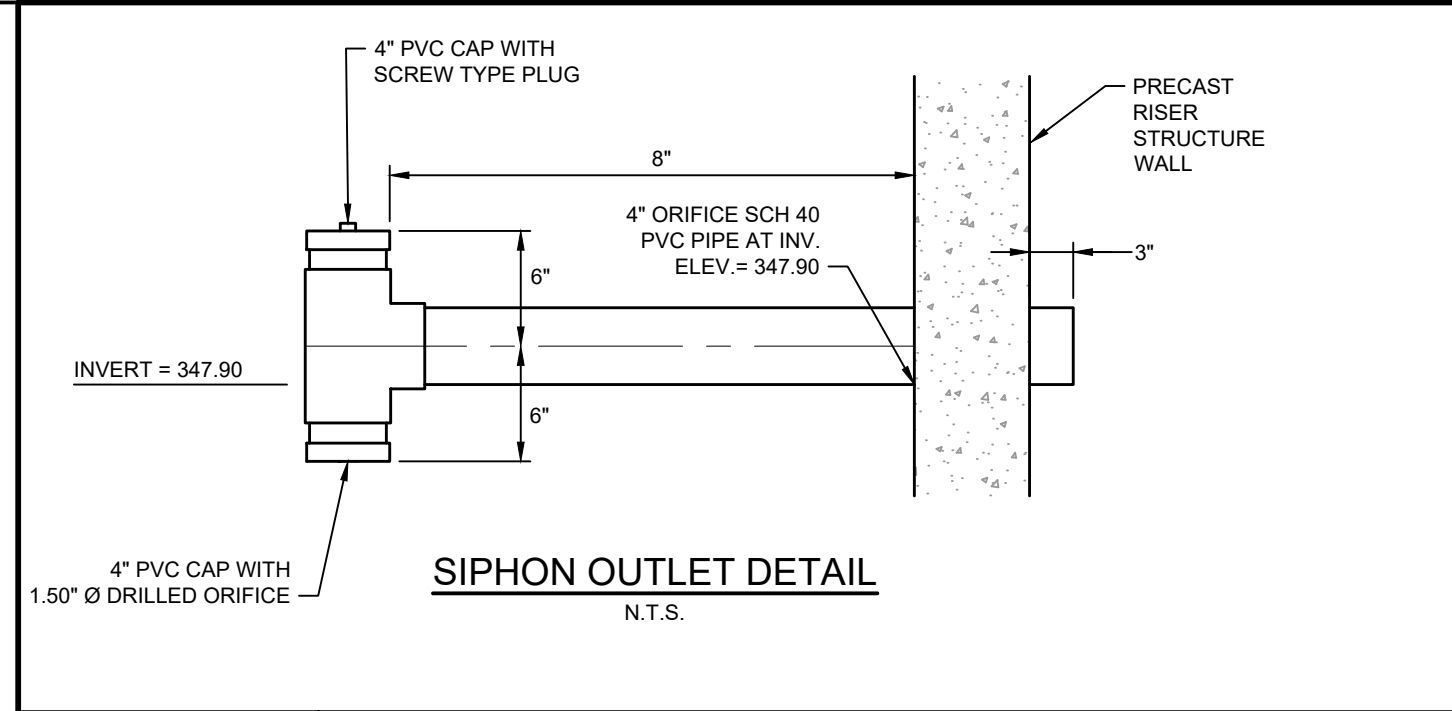 4" PVC CAP WITH
SCREW TYPE PLUG
PRECAST
RISER
STRUCTURE
WALL
8"
4" ORIFICE SCH 40
PVC PIPE AT INV.
ELEV.= 347.90
3"
6"
INVERT = 347.90
6"
4" PVC CAP WITH
1.50" Ø DRILLED ORIFICE
SIPHON OUTLET DETAIL
N.T.S.